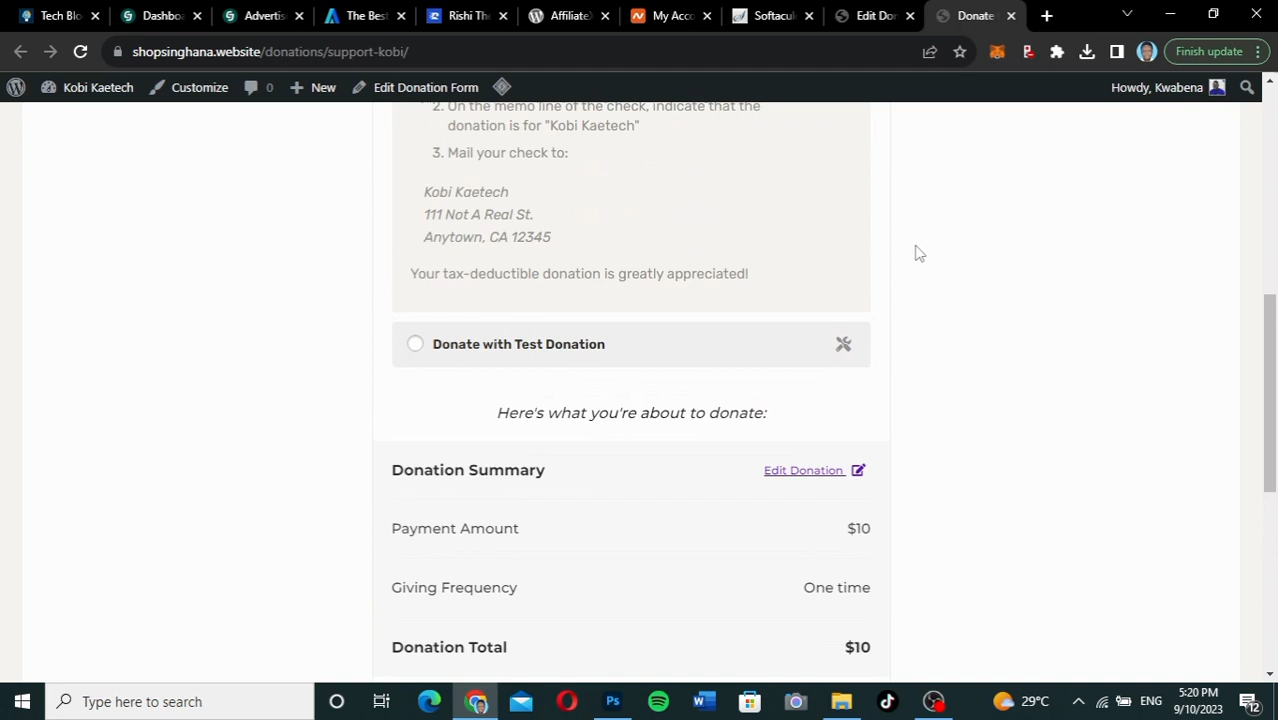 Tech Blo
Dashboa
Advertis
The Best
Rishi The
AffiliateX
My Acco
Softacul
Edit Don
Donate
shopsinghana.website/donations/support-kobi/
Finish update
Kobi Kaetech
Customize
0
New
Edit Donation Form
Howdy, Kwabena
2. On the memo line of the check, indicate that the
donation is for "Kobi Kaetech"
3. Mail your check to:
Kobi Kaetech
111 Not A Real St.
Anytown, CA 12345
Your tax-deductible donation is greatly appreciated!
Donate with Test Donation
Here's what you're about to donate:
Donation Summary
Edit Donation
Payment Amount
$10
Giving Frequency
One time
Donation Total
$10
Type here to search
29°C
ENG
5:20 PM
9/10/2023
12